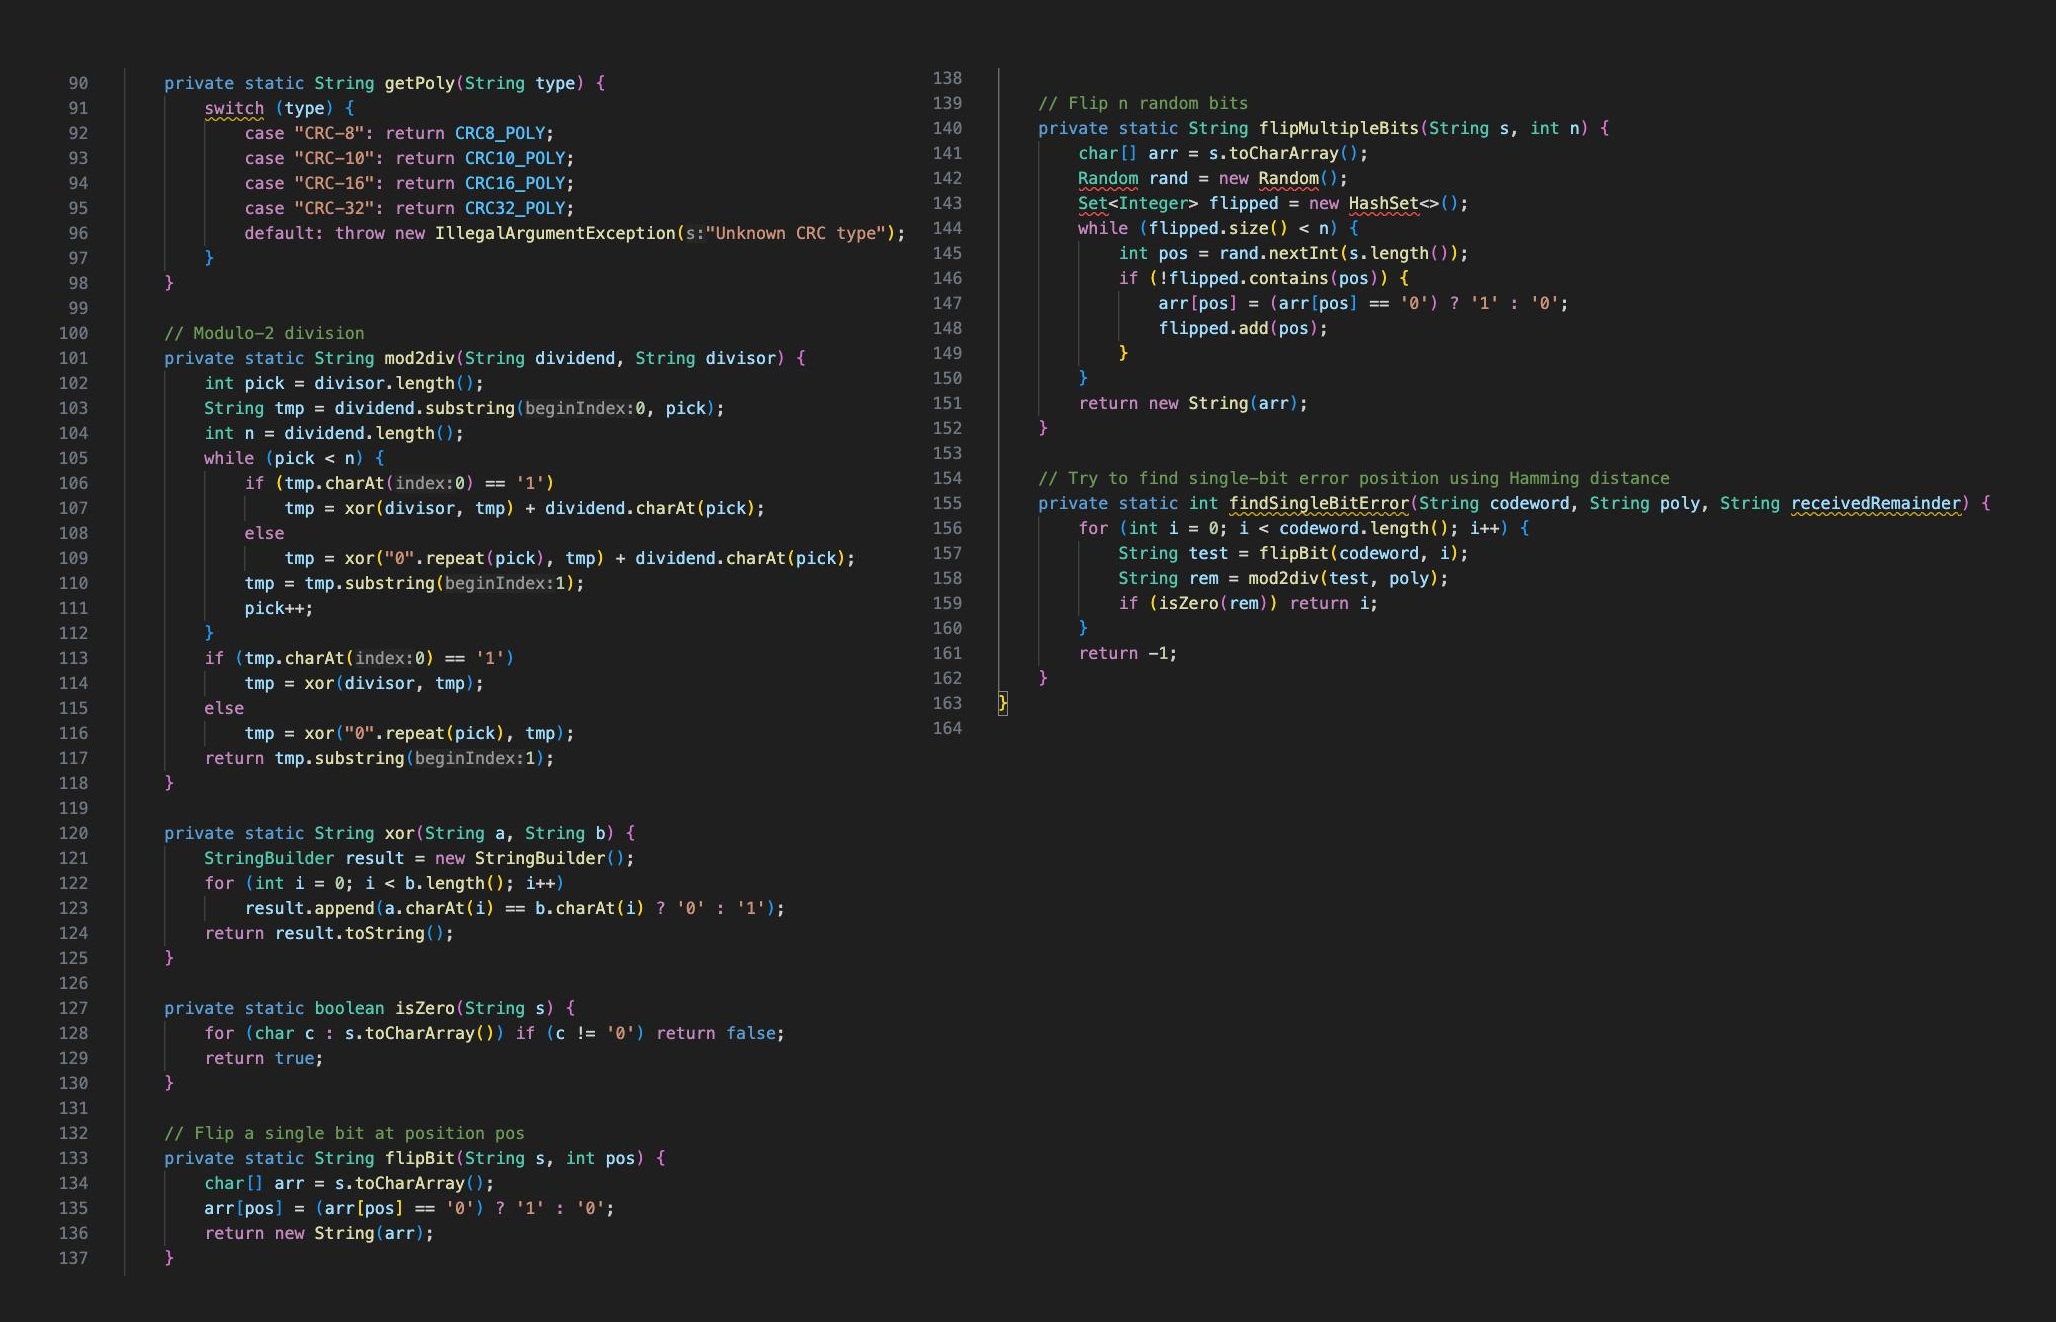 90 private static String getPoly(String type) {
91 switch (type) {
92 case "CRC-8": return CRC8_POLY;
93 case "CRC-10": return CRC10_POLY;
94 case "CRC-16": return CRC16_POLY;
95 case "CRC-32": return CRC32_POLY;
96 default: throw new IllegalArgumentException(s:"Unknown CRC type");
97 }
98 }
99
100 // Modulo-2 division
101 private static String mod2div(String dividend, String divisor) {
102 int pick = divisor.length();
103 String tmp = dividend.substring(beginIndex:0, pick);
104 int n = dividend.length();
105 while (pick < n) {
106 if (tmp.charAt(index:0) == '1')
107 tmp = xor(divisor, tmp) + dividend.charAt(pick);
108 else
109 tmp = xor("0".repeat(pick), tmp) + dividend.charAt(pick);
110 tmp = tmp.substring(beginIndex:1);
111 pick++;
112 }
113 if (tmp.charAt(index:0) == '1')
114 tmp = xor(divisor, tmp);
115 else
116 tmp = xor("0".repeat(pick), tmp);
117 return tmp.substring(beginIndex:1);
118 }
119
120 private static String xor(String a, String b) {
121 StringBuilder result = new StringBuilder();
122 for (int i = 0; i < b.length(); i++)
123 result.append(a.charAt(i) == b.charAt(i) ? '0' : '1');
124 return result.toString();
125 }
126
127 private static boolean isZero(String s) {
128 for (char c : s.toCharArray()) if (c != '0') return false;
129 return true;
130 }
131
132 // Flip a single bit at position pos
133 private static String flipBit(String s, int pos) {
134 char[] arr = s.toCharArray();
135 arr[pos] = (arr[pos] == '0') ? '1' : '0';
136 return new String(arr);
137 }
138
139 // Flip n random bits
140 private static String flipMultipleBits(String s, int n) {
141 char[] arr = s.toCharArray();
142 Random rand = new Random();
143 Set<Integer> flipped = new HashSet<>();
144 while (flipped.size() < n) {
145 int pos = rand.nextInt(s.length());
146 if (!flipped.contains(pos)) {
147 arr[pos] = (arr[pos] == '0') ? '1' : '0';
148 flipped.add(pos);
149 }
150 }
151 return new String(arr);
152 }
153
154 // Try to find single-bit error position using Hamming distance
155 private static int findSingleBitError(String codeword, String poly, String receivedRemainder) {
156 for (int i = 0; i < codeword.length(); i++) {
157 String test = flipBit(codeword, i);
158 String rem = mod2div(test, poly);
159 if (isZero(rem)) return i;
160 }
161 return -1;
162 }
163 }
164